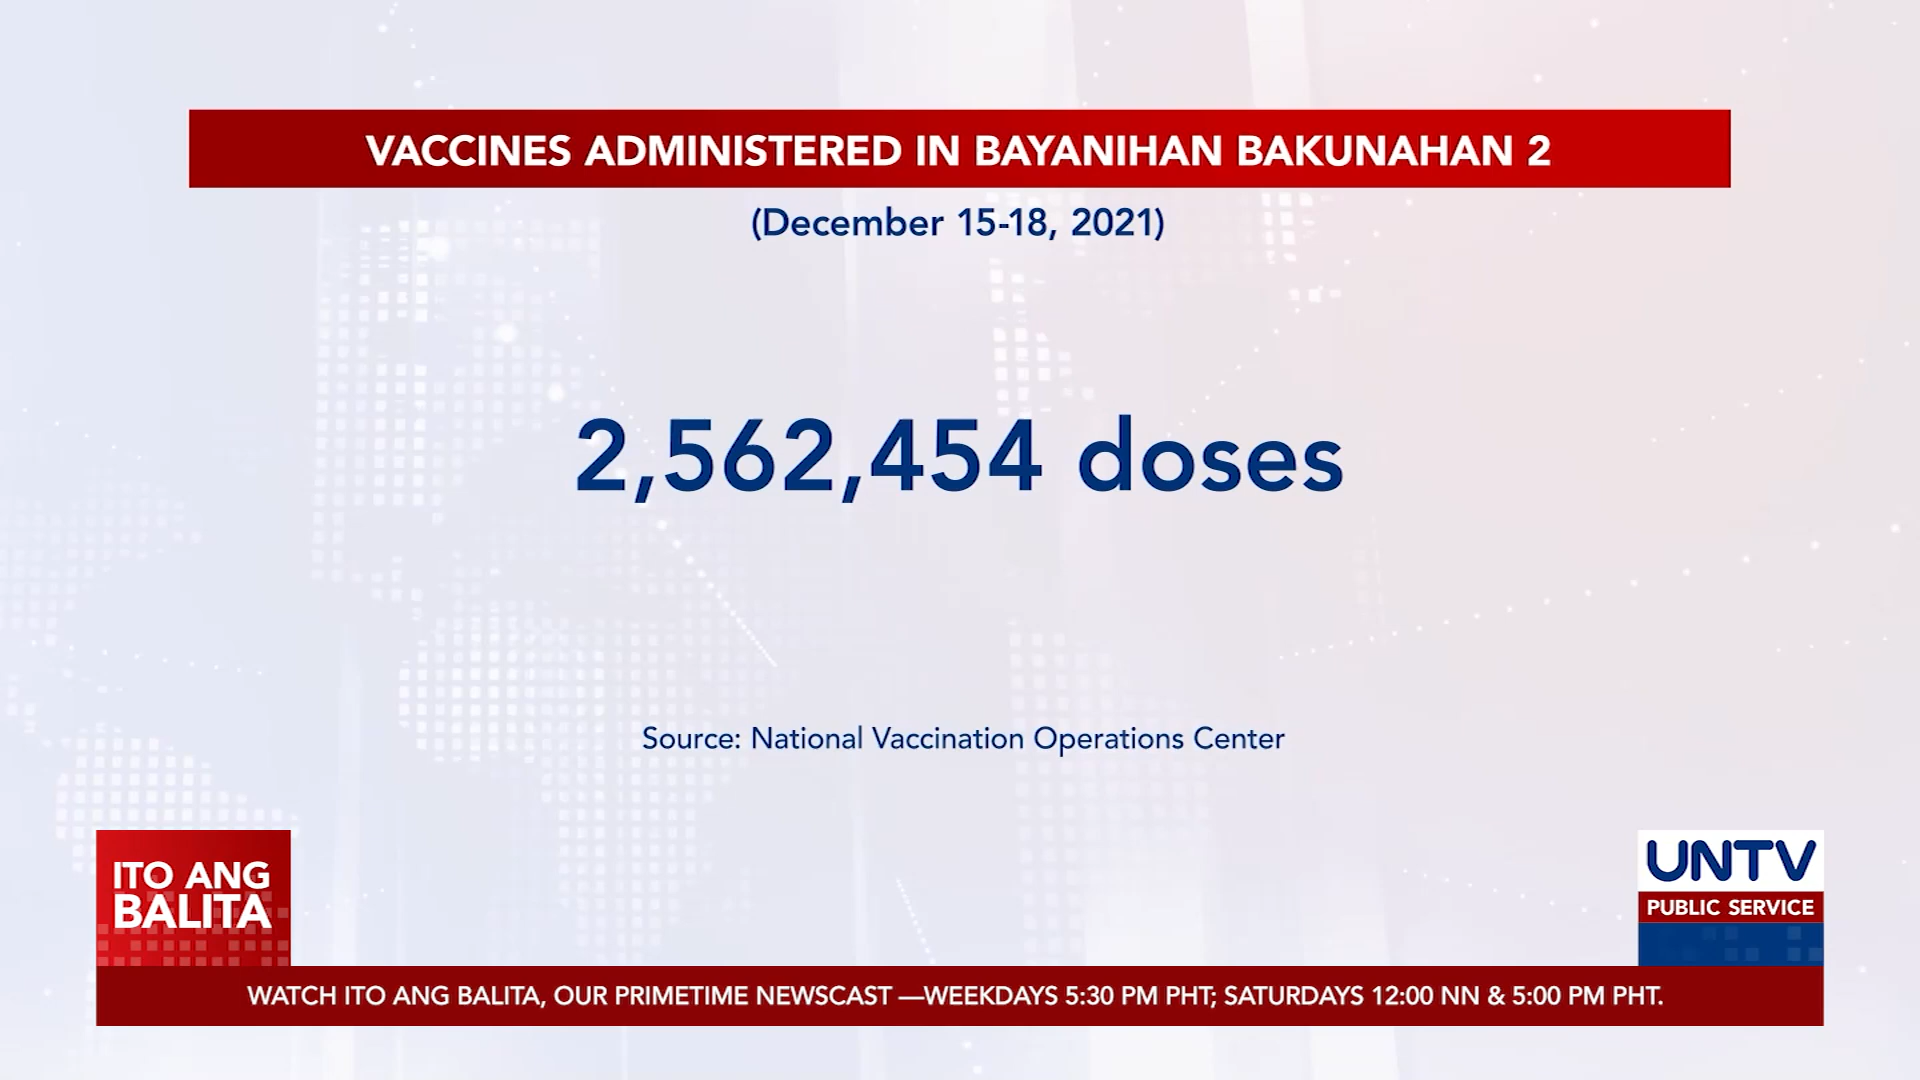 VACCINES ADMINISTERED IN BAYANIHAN BAKUNAHAN 2
(December 15-18, 2021)
2,562,454 doses
Source: National Vaccination Operations Center
ITO ANG
BALITA
UNTV
PUBLIC SERVICE
WATCH ITO ANG BALITA, OUR PRIMETIME NEWSCAST —WEEKDAYS 5:30 PM PHT; SATURDAYS 12:00 NN & 5:00 PM PHT.